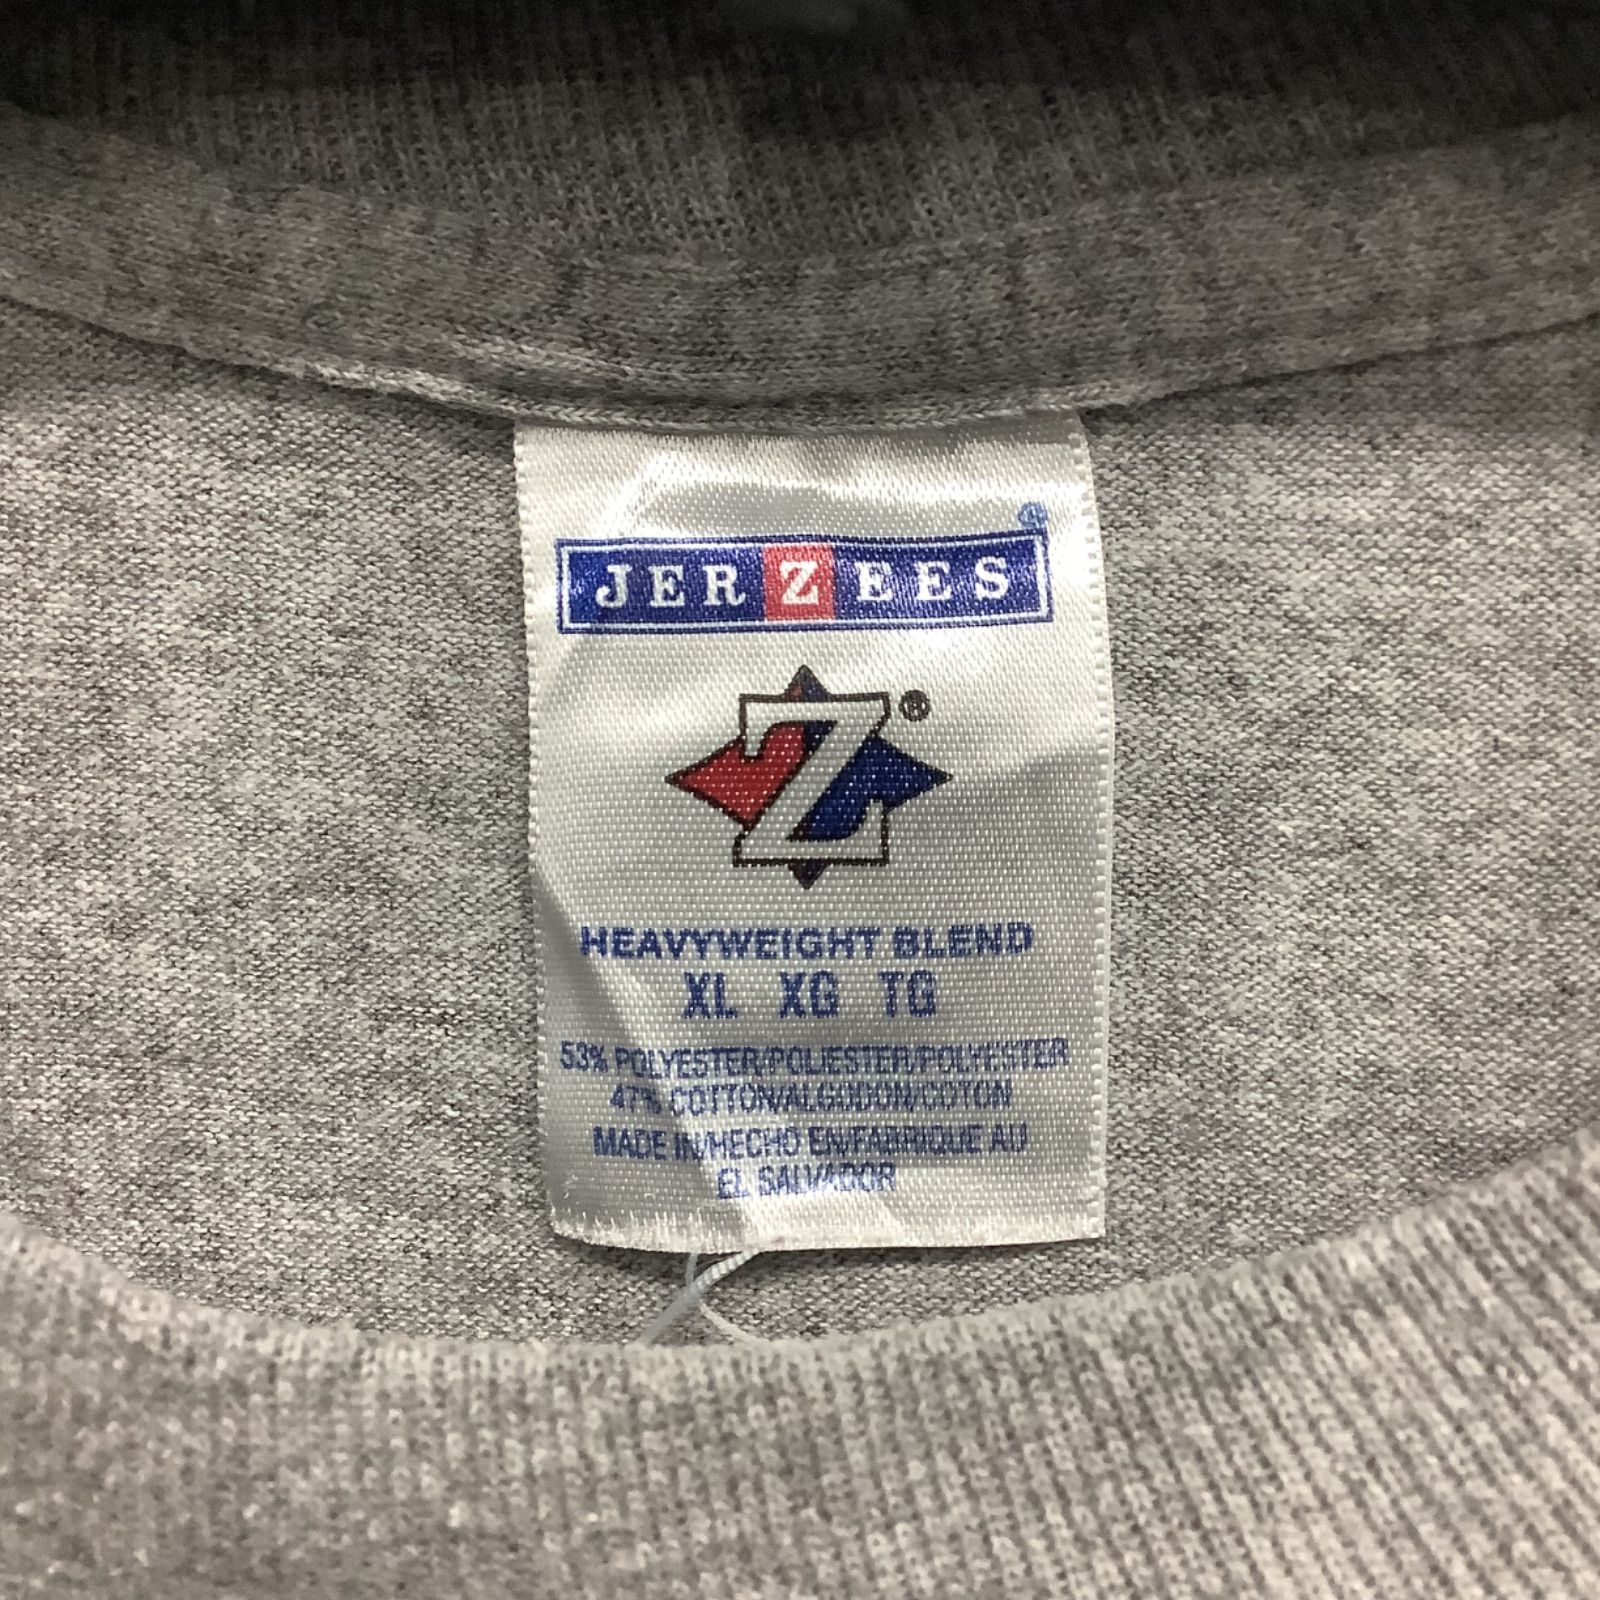 JERZEES®
Z®
HEAVYWEIGHT BLEND
XL XG TG
53% POLYESTER/POLIESTER/POLYESTER
47% COTTON/ALGODON/COTON
MADE IN/HECHO EN/FABRIQUE AU
EL SALVADOR